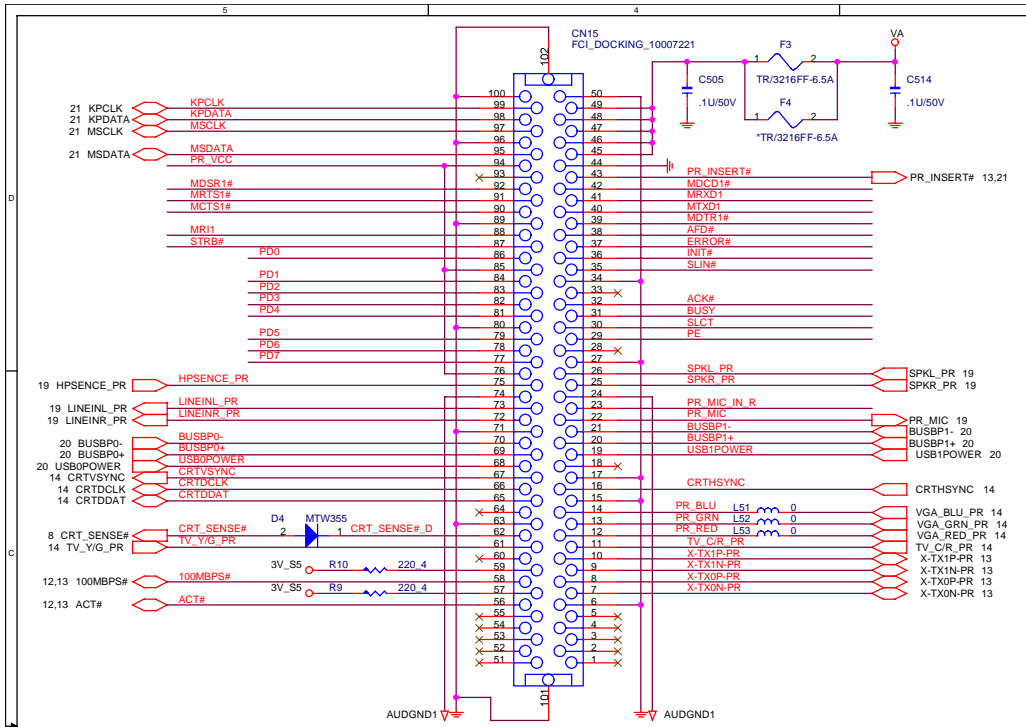 5 4
CN15
FCI_DOCKING_10007221
VA
F3
1 2
TR/3216FF-6.5A
C505
.1U/50V
C514
.1U/50V
F4
1 2
*TR/3216FF-6.5A
102
100 50
21 KPCLK KPCLK 99 49
21 KPDATA KPDATA 98 48
21 MSCLK MSCLK 97 47
96 46
21 MSDATA MSDATA 95 45
PR_VCC 94 44
93 43 PR_INSERT# PR_INSERT# 13,21
MDSR1# 92 42 MDCD1#
D
MRTS1# 91 41 MRXD1
MCTS1# 90 40 MTXD1
89 39 MDTR1#
MRI1 88 38 AFD#
STRB# 87 37 ERROR#
PD0 86 36 INIT#
85 35 SLIN#
PD1 84 34
PD2 83 33
PD3 82 32 ACK#
PD4 81 31 BUSY
80 30 SLCT
PD5 79 29 PE
PD6 78 28
PD7 77 27
76 26 SPKL_PR SPKL_PR 19
19 HPSENCE_PR HPSENCE_PR 75 25 SPKR_PR SPKR_PR 19
74 24
19 LINEINL_PR LINEINL_PR 73 23 PR_MIC_IN_R
19 LINEINR_PR LINEINR_PR 72 22 PR_MIC PR_MIC 19
71 21 BUSBP1- BUSBP1- 20
20 BUSBP0- BUSBP0- 70 20 BUSBP1+ BUSBP1+ 20
20 BUSBP0+ BUSBP0+ 69 19 USB1POWER USB1POWER 20
20 USB0POWER USB0POWER 68 18
14 CRTVSYNC CRTVSYNC 67 17
14 CRTDCLK CRTDCLK 66 16 CRTHSYNC CRTHSYNC 14
14 CRTDDAT CRTDDAT 65 15
64 14 PR_BLU L51 0 VGA_BLU_PR 14
D4 MTW355
63 13 PR_GRN L52 0 VGA_GRN_PR 14
8 CRT_SENSE# CRT_SENSE# 2 1 CRT_SENSE#_D 62 12 PR_RED L53 0 VGA_RED_PR 14
14 TV_Y/G_PR TV_Y/G_PR 61 11 TV_C/R_PR TV_C/R_PR 14
C
60 10 X-TX1P-PR X-TX1P-PR 13
3V_S5 R10 220_4 59 9 X-TX1N-PR X-TX1N-PR 13
12,13 100MBPS# 100MBPS# 58 8 X-TX0P-PR X-TX0P-PR 13
3V_S5 R9 220_4 57 7 X-TX0N-PR X-TX0N-PR 13
12,13 ACT# ACT# 56 6
55 5
54 4
53 3
52 2
51 1
101
AUDGND1 AUDGND1